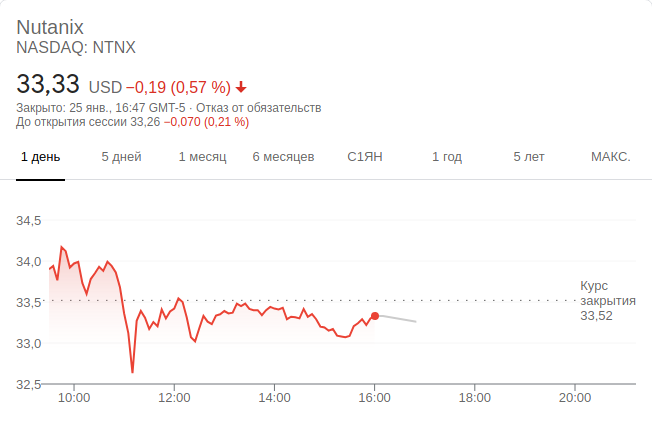 Nutanix
NASDAQ: NTNX
33,33 USD −0,19 (0,57 %)
Закрыто: 25 янв., 16:47 GMT-5 · Отказ от обязательств
До открытия сессии 33,26 −0,070 (0,21 %)
1 день 5 дней 1 месяц 6 месяцев С1ЯН 1 год 5 лет МАКС.
34,5
34,0
33,5
33,0
32,5
Курс
закрытия
33,52
10:00 12:00 14:00 16:00 18:00 20:00